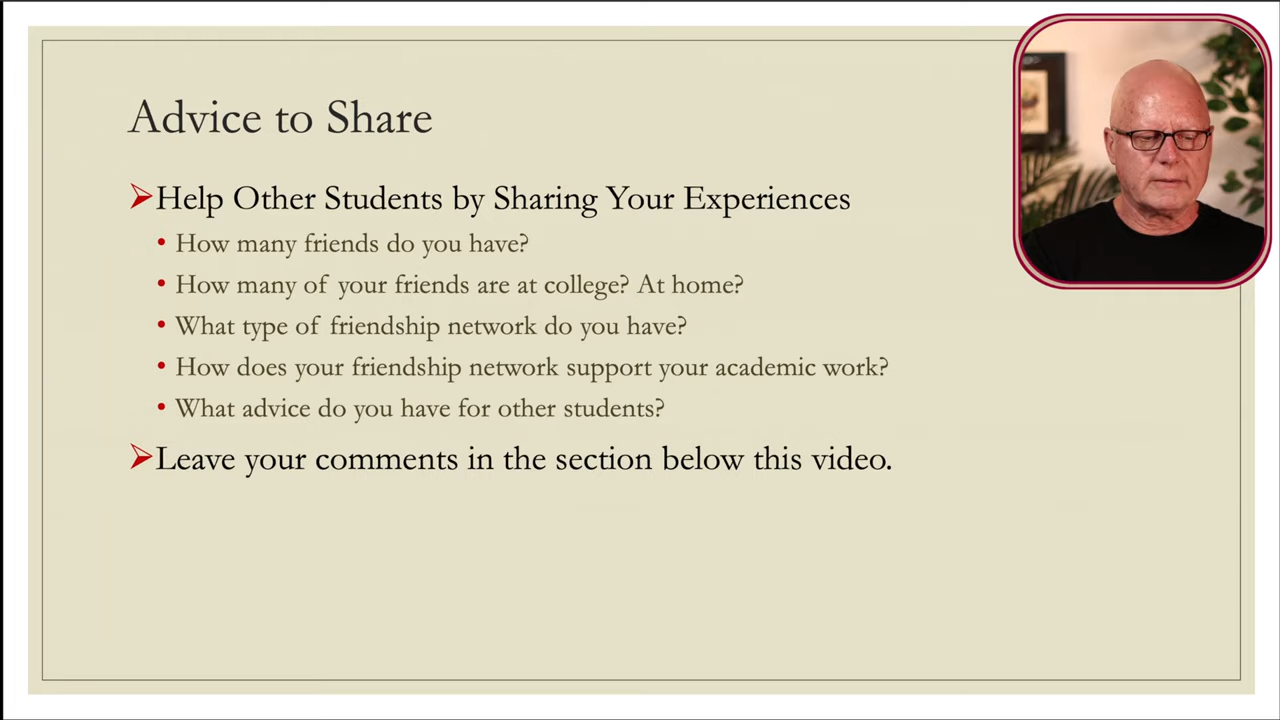 Advice to Share
Help Other Students by Sharing Your Experiences
How many friends do you have?
How many of your friends are at college? At home?
What type of friendship network do you have?
How does your friendship network support your academic work?
What advice do you have for other students?
Leave your comments in the section below this video.